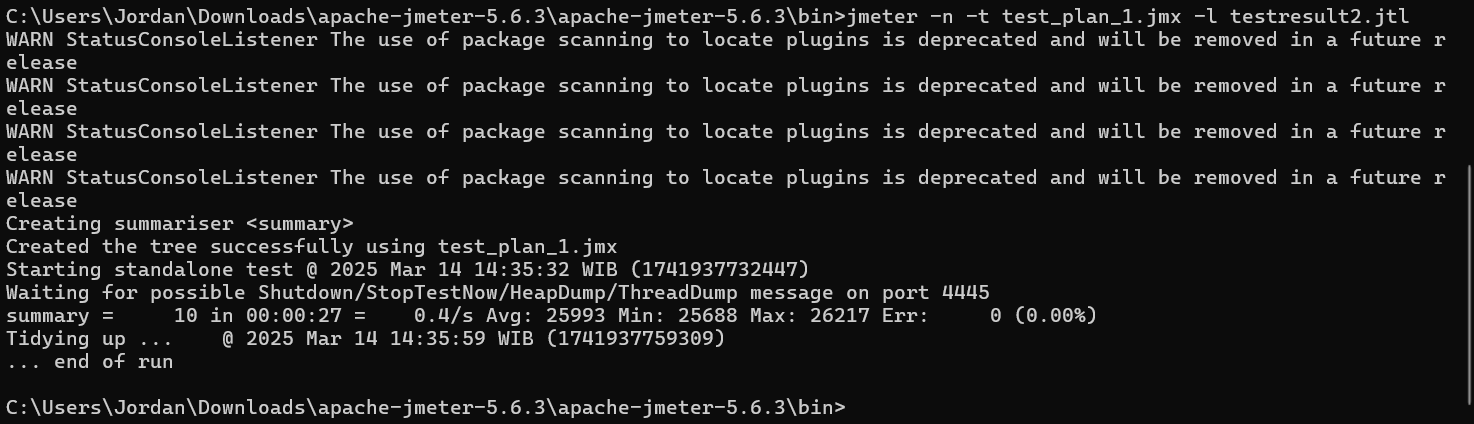 C:\Users\Jordan\Downloads\apache-jmeter-5.6.3\apache-jmeter-5.6.3\bin>jmeter -n -t test_plan_1.jmx -l testresult2.jtl
WARN StatusConsoleListener The use of package scanning to locate plugins is deprecated and will be removed in a future r
elease
WARN StatusConsoleListener The use of package scanning to locate plugins is deprecated and will be removed in a future r
elease
WARN StatusConsoleListener The use of package scanning to locate plugins is deprecated and will be removed in a future r
elease
WARN StatusConsoleListener The use of package scanning to locate plugins is deprecated and will be removed in a future r
elease
Creating summariser <summary>
Created the tree successfully using test_plan_1.jmx
Starting standalone test @ 2025 Mar 14 14:35:32 WIB (1741937732447)
Waiting for possible Shutdown/StopTestNow/HeapDump/ThreadDump message on port 4445
summary =     10 in 00:00:27 =    0.4/s Avg: 25993 Min: 25688 Max: 26217 Err:     0 (0.00%)
Tidying up ...    @ 2025 Mar 14 14:35:59 WIB (1741937759309)
... end of run
C:\Users\Jordan\Downloads\apache-jmeter-5.6.3\apache-jmeter-5.6.3\bin>